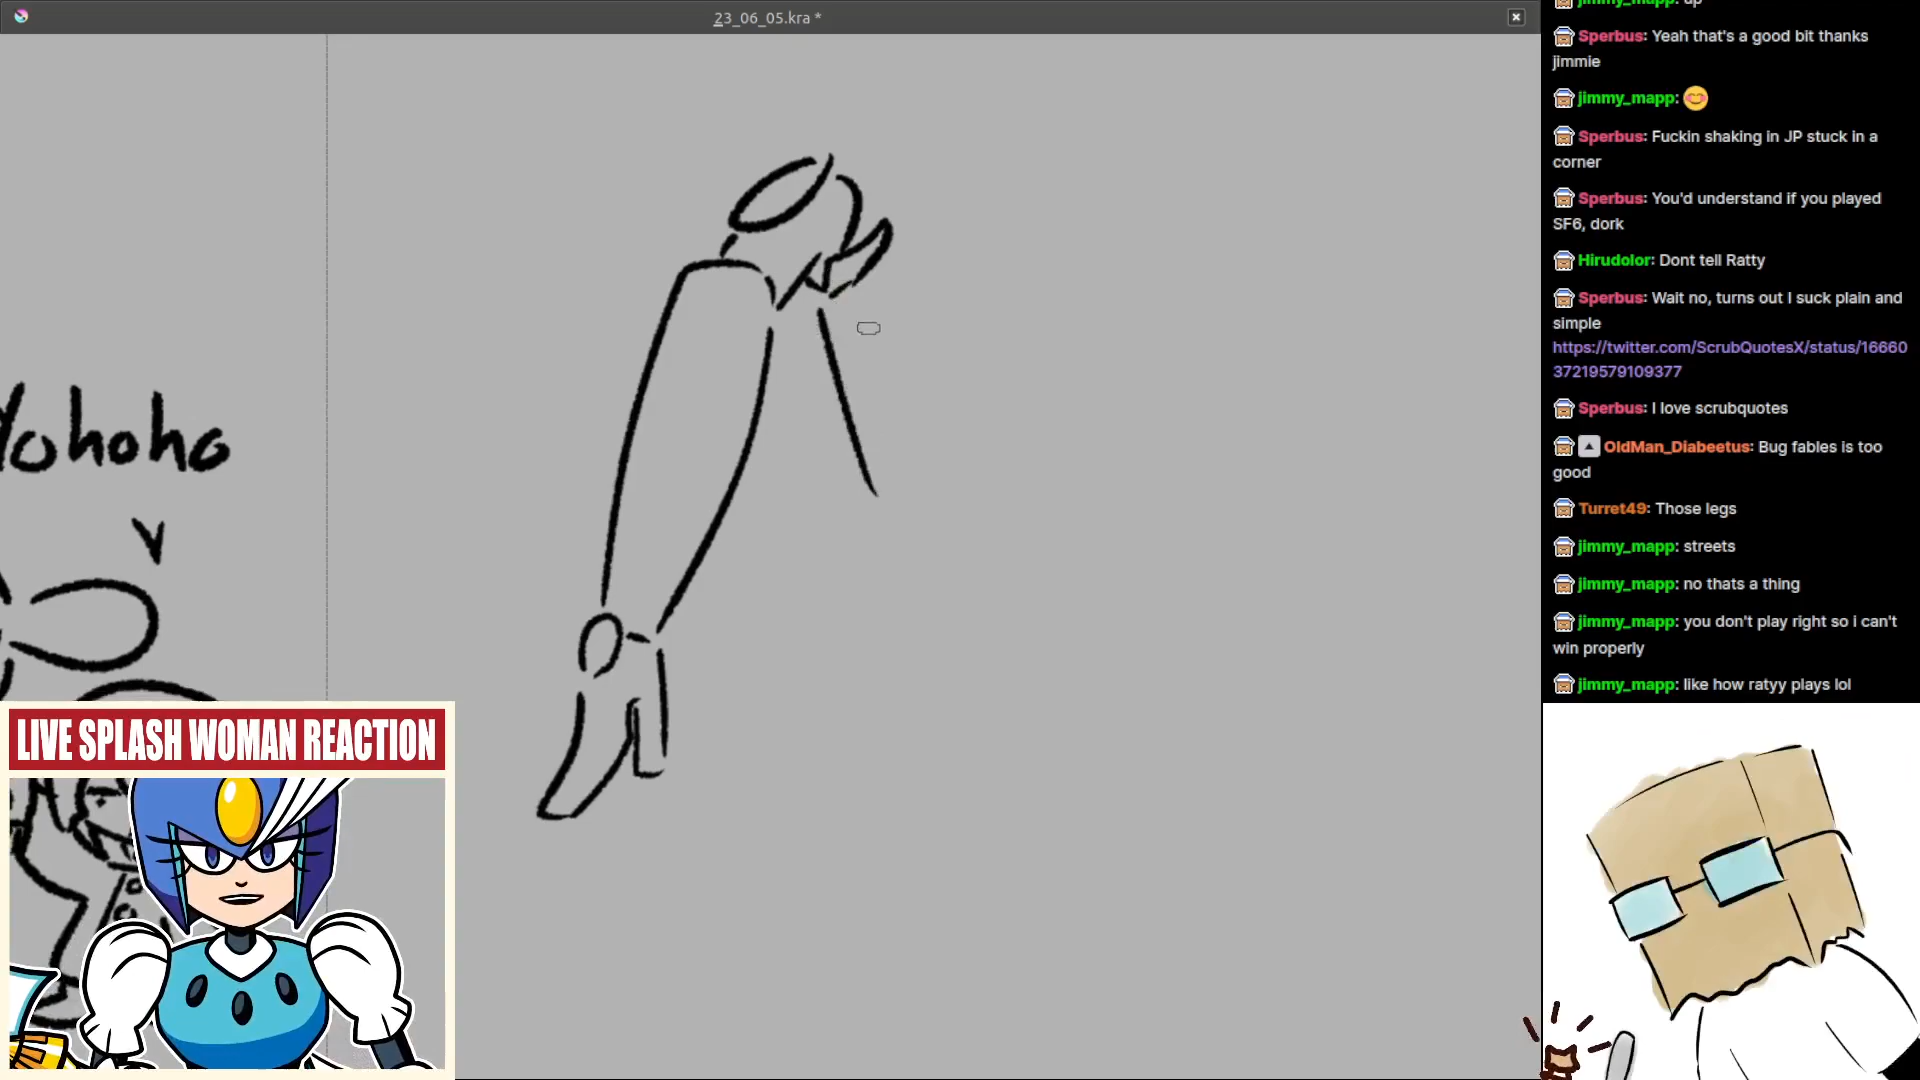 23_06_05.kra *
jimmy_mapp: up
Sperbus: Yeah that's a good bit thanks
jimmie
jimmy_mapp: 😊
Sperbus: Fuckin shaking in JP stuck in a
corner
Sperbus: You'd understand if you played
SF6, dork
Hirudolor: Dont tell Ratty
Sperbus: Wait no, turns out I suck plain and
simple
https://twitter.com/ScrubQuotesX/status/16660
37219579109377
Sperbus: I love scrubquotes
OldMan_Diabeetus: Bug fables is too
good
Turret49: Those legs
jimmy_mapp: streets
jimmy_mapp: no thats a thing
jimmy_mapp: you don't play right so i can't
win properly
jimmy_mapp: like how ratyy plays lol
Yohoho
LIVE SPLASH WOMAN REACTION